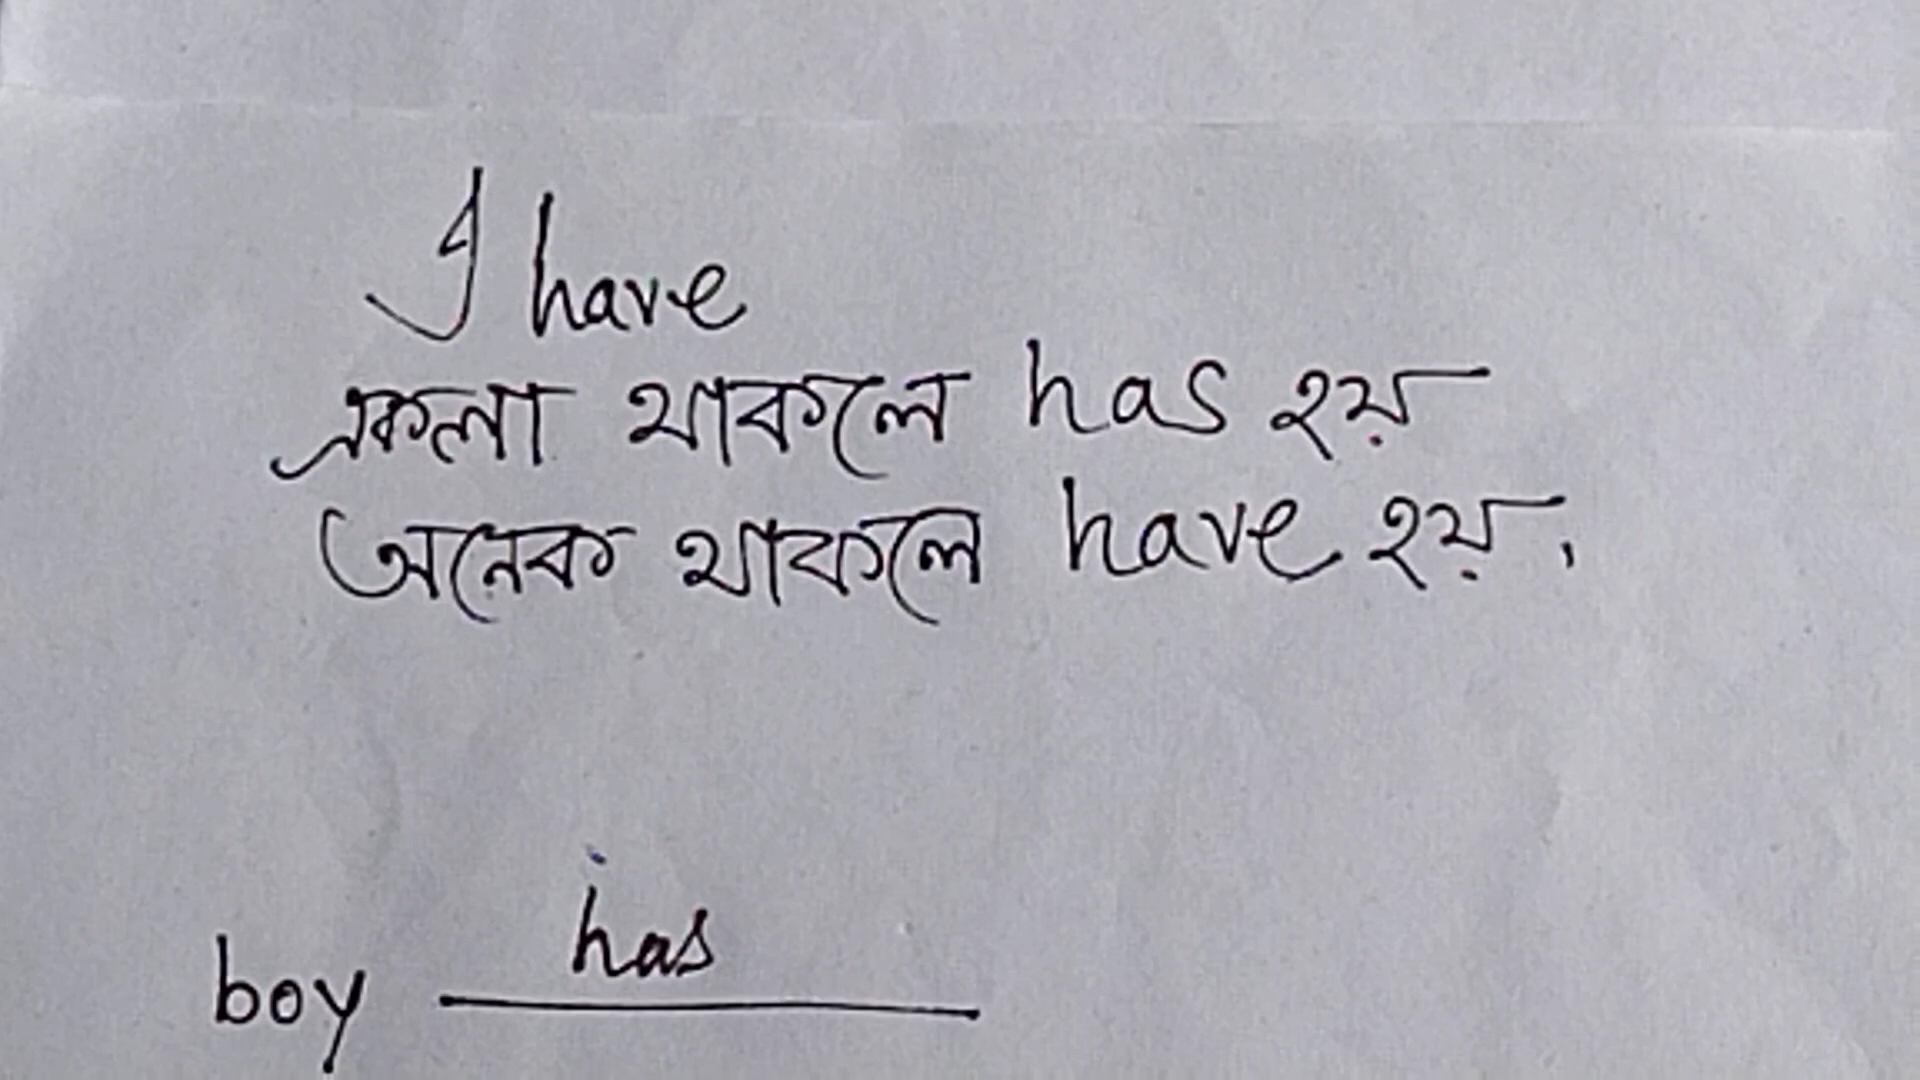 I have
একলা থাকলে has হয়
অনেক থাকলে have হয়.
has
boy